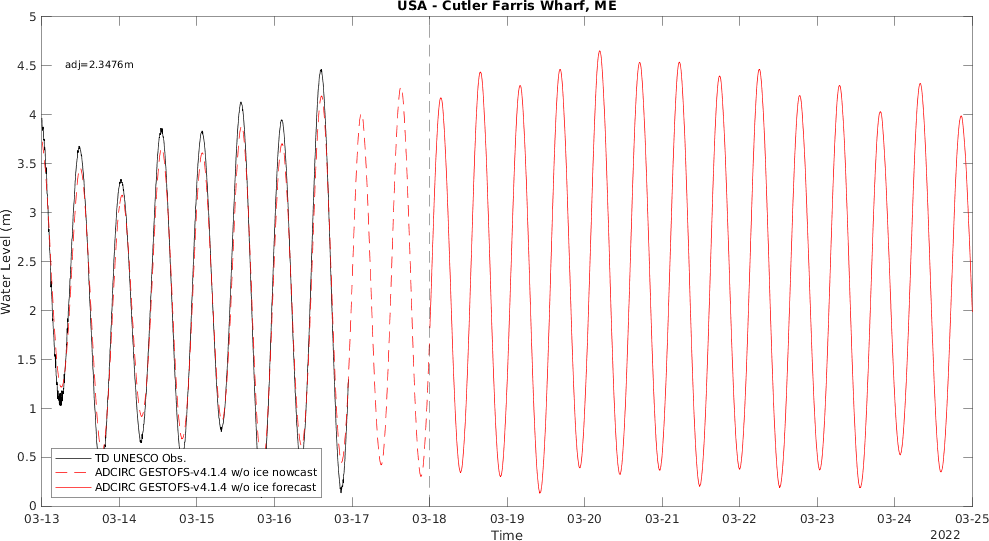 USA - Cutler Farris Wharf, ME
5
4.5
4
3.5
3
2.5
2
1.5
1
0.5
0
adj=2.3476m
Water Level (m)
TD UNESCO Obs.
ADCIRC GESTOFS-v4.1.4 w/o ice nowcast
ADCIRC GESTOFS-v4.1.4 w/o ice forecast
03-13 03-14 03-15 03-16 03-17 03-18 03-19 03-20 03-21 03-22 03-23 03-24 03-25
Time
2022